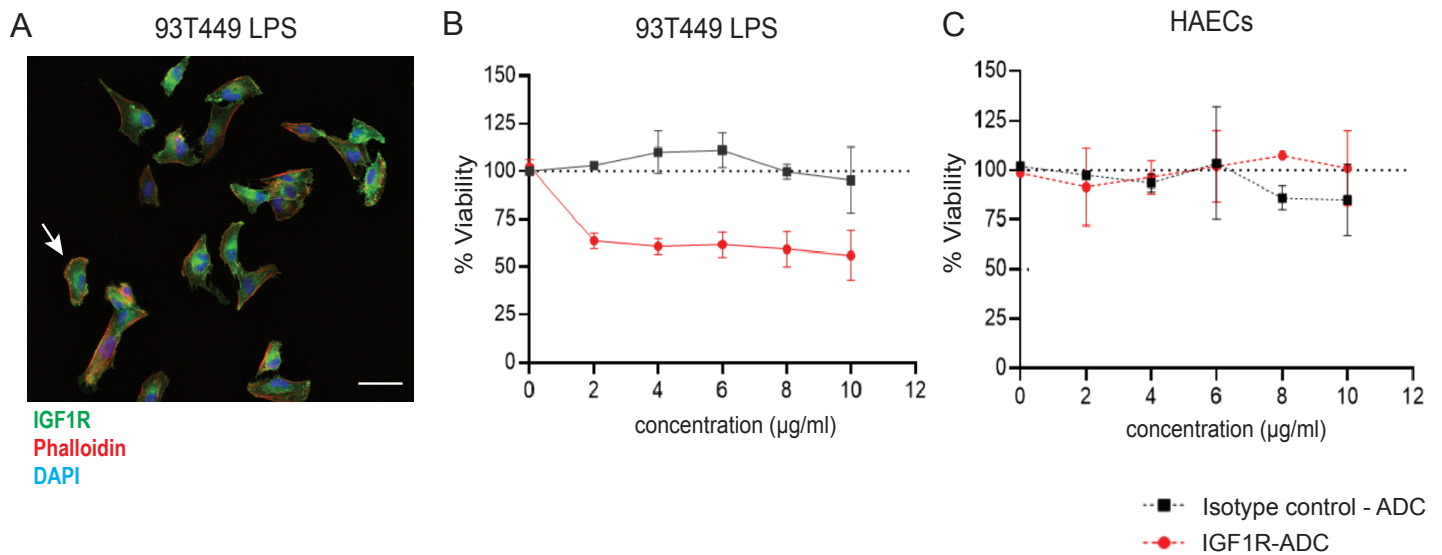 A
93T449 LPS
IGF1R
Phalloidin
DAPI
B
93T449 LPS
% Viability
150
125
100
75
50
25
0
0 2 4 6 8 10 12
concentration (µg/ml)
C
HAECs
% Viability
150
125
100
75
50
25
0
0 2 4 6 8 10 12
concentration (µg/ml)
Isotype control - ADC
IGF1R-ADC